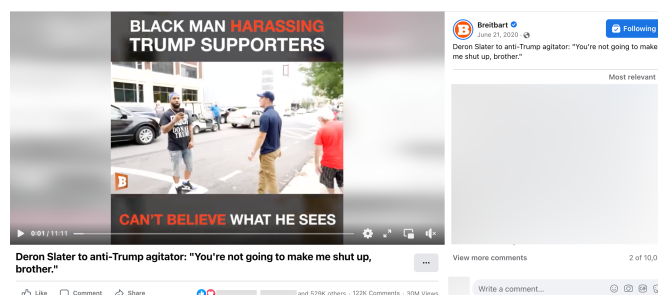 BLACK MAN HARASSING
TRUMP SUPPORTERS
CAN'T BELIEVE WHAT HE SEES
0:01 / 11:11
Deron Slater to anti-Trump agitator: "You're not going to make me shut up,
brother."
Like Comment Share
and 529K others · 122K Comments · 30M Views
Breitbart
June 21, 2020 ·
Following
Deron Slater to anti-Trump agitator: "You're not going to make
me shut up, brother."
Most relevant
View more comments
2 of 10,0
Write a comment...